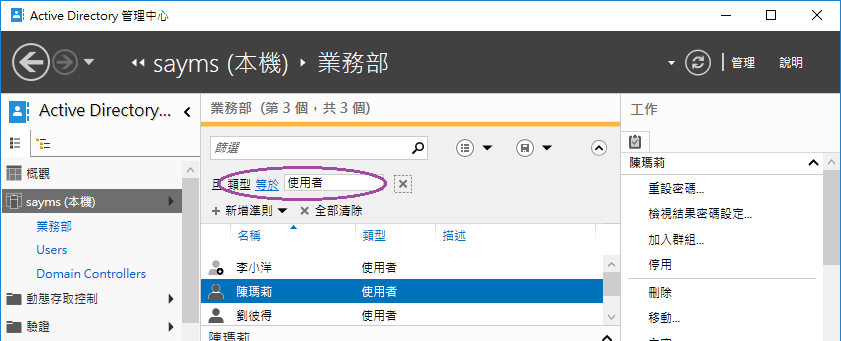 Active Directory 管理中心
sayms (本機) 業務部
管理 說明
Active Directory...
概觀
sayms (本機)
業務部
Users
Domain Controllers
動態存取控制
驗證
業務部 (第 3 個，共 3 個)
篩選
且 類型 等於 使用者
新增準則 全部清除
名稱 類型 描述
李小洋 使用者
陳瑪莉 使用者
劉彼得 使用者
陳瑪莉
工作
陳瑪莉
重設密碼...
檢視結果密碼設定...
加入群組...
停用
刪除
移動...